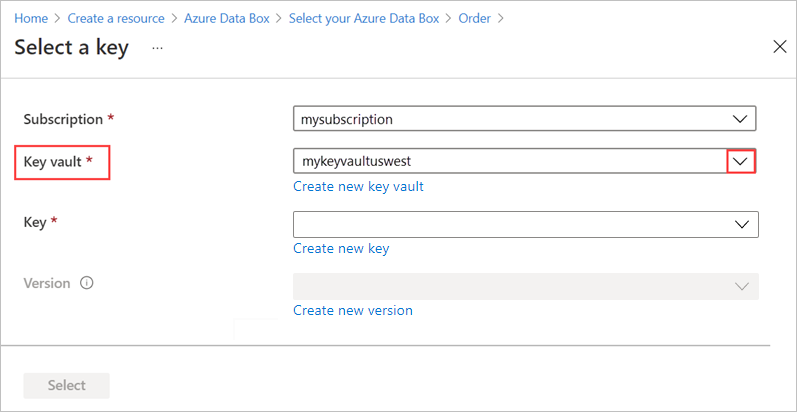 Home > Create a resource > Azure Data Box > Select your Azure Data Box > Order >
Select a key ...
Subscription * mysubscription
Key vault * mykeyvaultuswest
Create new key vault
Key *
Create new key
Version
Create new version
Select